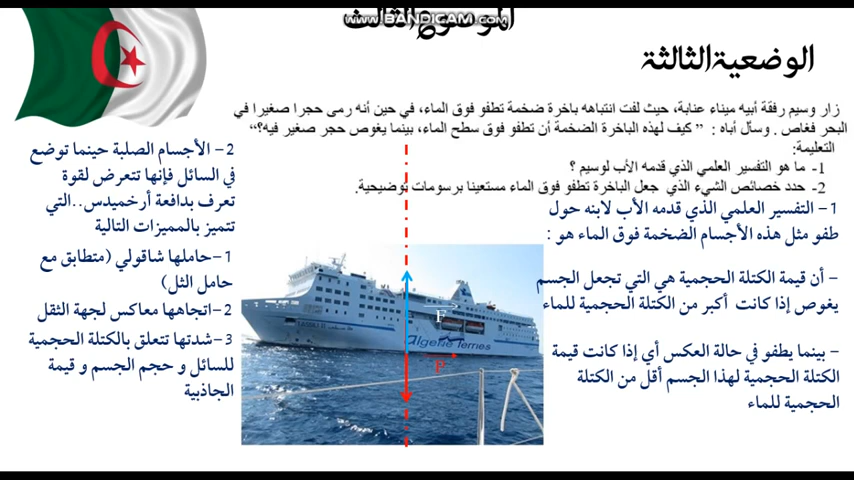 الموضوع الثالث
WWW.BANDICAM.COM
الوضعية الثالثة
زار وسيم رفقة أبيه ميناء عنابة، حيث لفت انتباهه باخرة ضخمة تطفو فوق الماء، في حين أنه رمى حجرا صغيرا في
البحر فغاص . وسأل أباه : " كيف لهذه الباخرة الضخمة أن تطفو فوق سطح الماء، بينما يغوص حجر صغير فيه؟"
التعليمة:
1- ما هو التفسير العلمي الذي قدمه الأب لوسيم ؟
2- حدد خصائص الشيء الذي جعل الباخرة تطفو فوق الماء مستعينا برسومات توضيحية.
1- التفسير العلمي الذي قدمه الأب لابنه حول
طفو مثل هذه الأجسام الضخمة فوق الماء هو :
- أن قيمة الكتلة الحجمية هي التي تجعل الجسم
يغوص إذا كانت أكبر من الكتلة الحجمية للماء
- بينما يطفو في حالة العكس أي إذا كانت قيمة
الكتلة الحجمية لهذا الجسم أقل من الكتلة
الحجمية للماء
2- الأجسام الصلبة حينما توضع
في السائل فإنها تتعرض لقوة
تعرف بدافعة أرخميدس..التي
تتميز بالمميزات التالية
1-حاملها شاقولي (متطابق مع
حامل الثل)
2-اتجاهها معاكس لجهة الثقل
3-شدتها تتعلق بالكتلة الحجمية
للسائل و حجم الجسم و قيمة
الجاذبية
F
Algérie Ferries
P